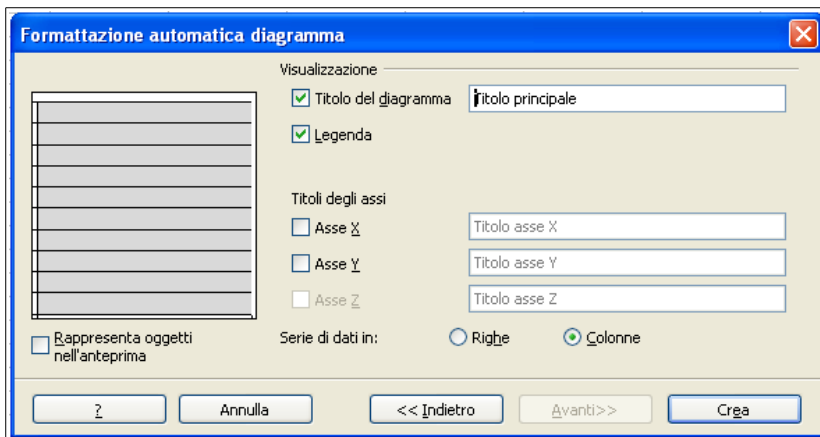 Formattazione automatica diagramma
Visualizzazione
Titolo del diagramma
Titolo principale
Legenda
Titoli degli assi
Asse X
Titolo asse X
Asse Y
Titolo asse Y
Asse Z
Titolo asse Z
Rappresenta oggetti
nell'anteprima
Serie di dati in:
Righe
Colonne
?
Annulla
<< Indietro
Avanti>>
Crea